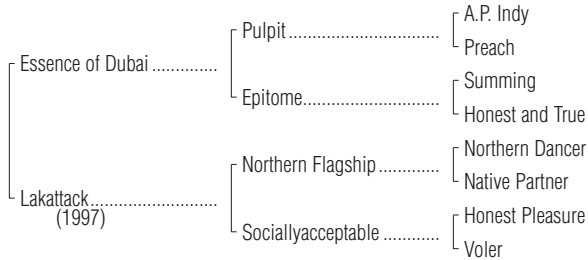 A.P. Indy
Pulpit
Preach
Essence of Dubai
Summing
Epitome
Honest and True
Northern Dancer
Northern Flagship
Native Partner
Lakattack
(1997)
Honest Pleasure
Sociallyacceptable
Voler